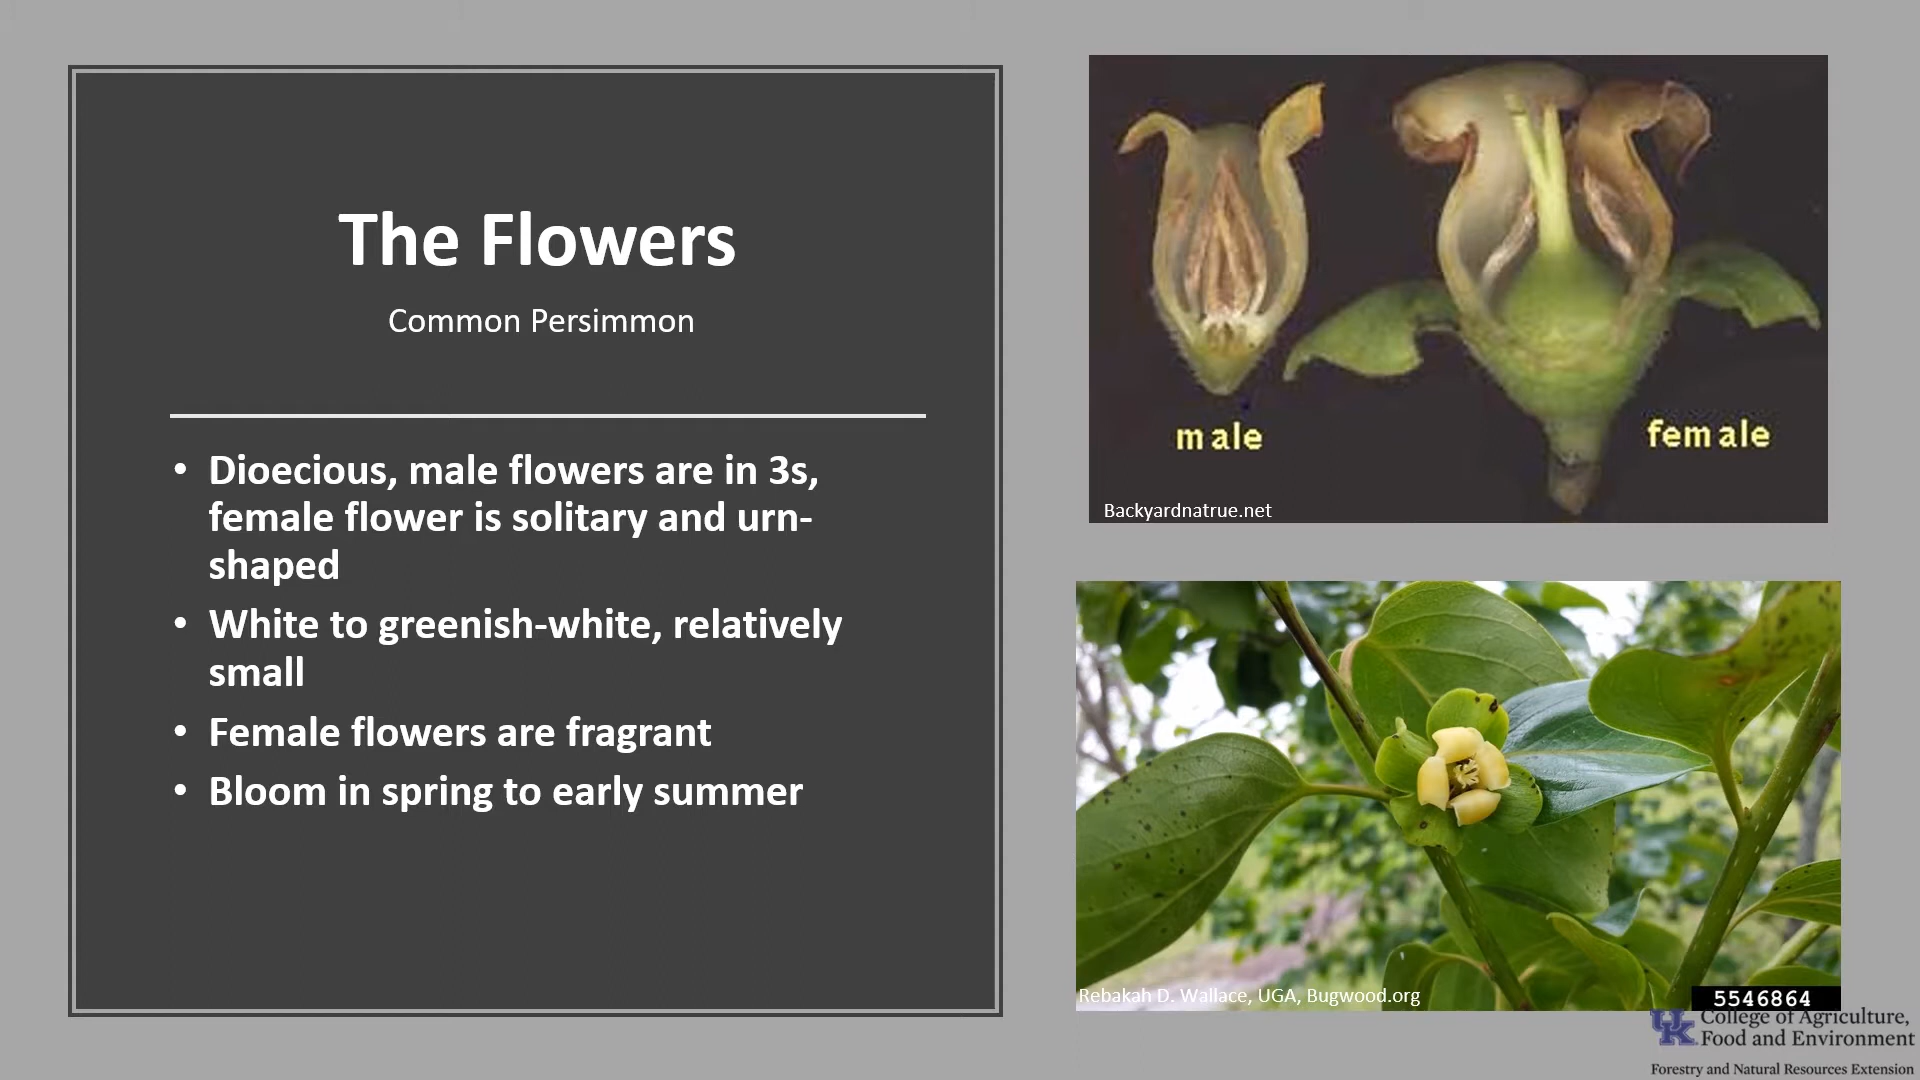 The Flowers
Common Persimmon
• Dioecious, male flowers are in 3s,
female flower is solitary and urn-
shaped
• White to greenish-white, relatively
small
• Female flowers are fragrant
• Bloom in spring to early summer
male
female
Backyardnatrue.net
Rebakah D. Wallace, UGA, Bugwood.org
5546864
UK
College of Agriculture,
Food and Environment
Forestry and Natural Resources Extension